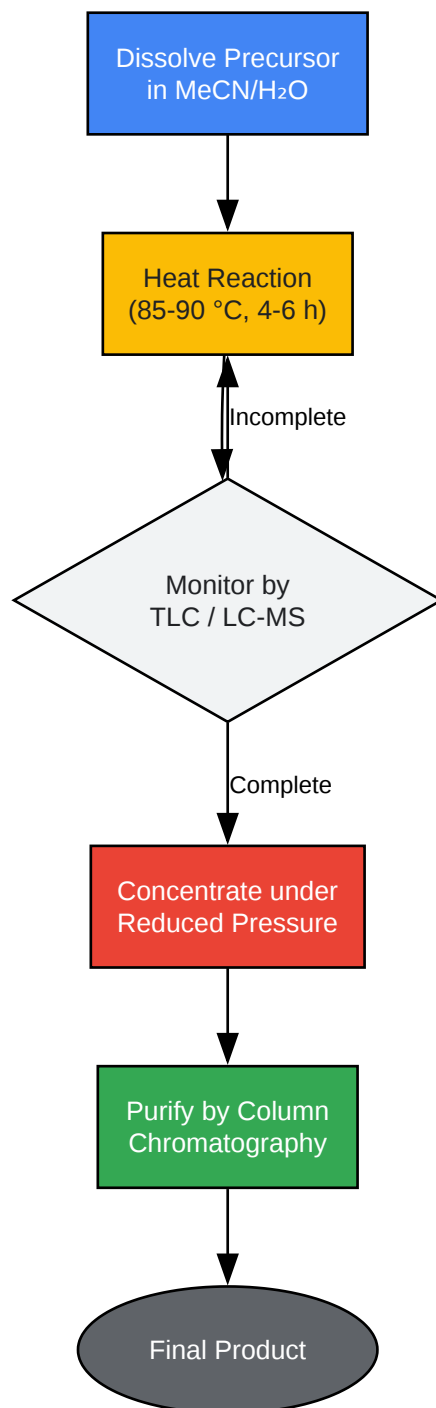 Dissolve Precursor
in MeCN/H₂O
Heat Reaction
(85-90 °C, 4-6 h)
Incomplete
Monitor by
TLC / LC-MS
Complete
Concentrate under
Reduced Pressure
Purify by Column
Chromatography
Final Product